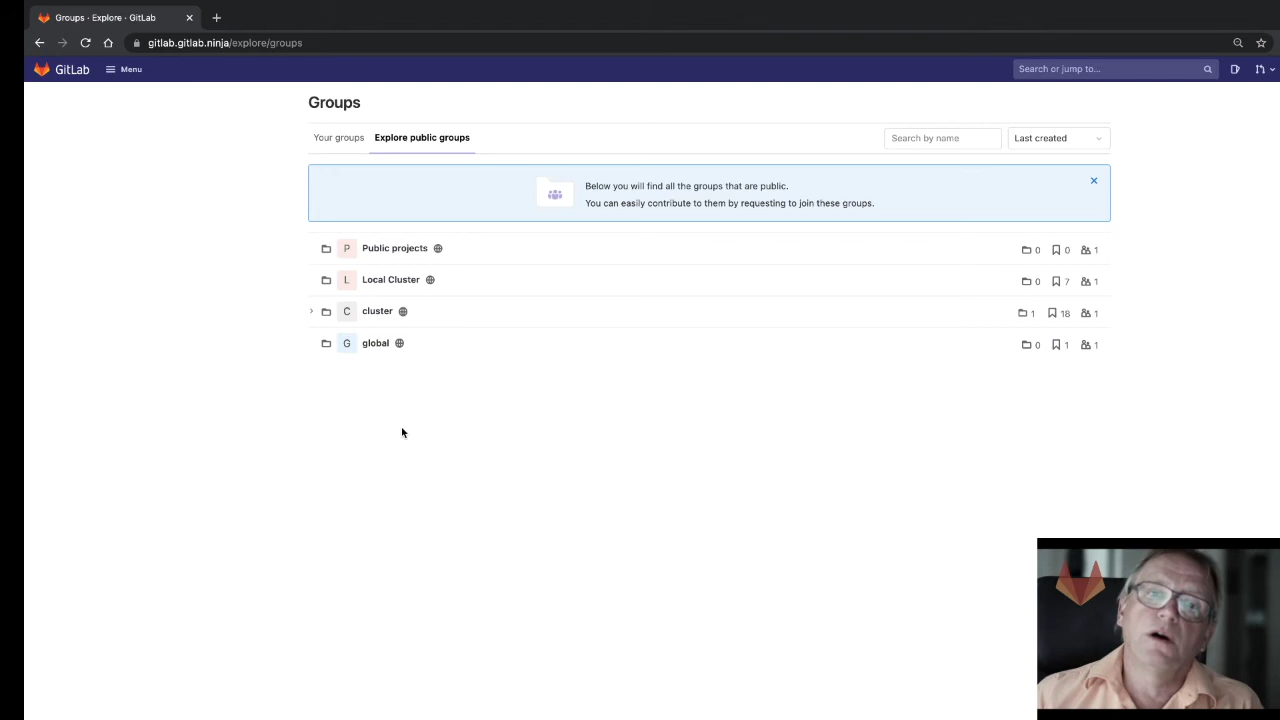 Groups · Explore · GitLab
gitlab.gitlab.ninja/explore/groups
GitLab Menu Search or jump to...
Groups
Your groups Explore public groups Search by name Last created
Below you will find all the groups that are public.
You can easily contribute to them by requesting to join these groups.
P Public projects 0 0 1
L Local Cluster 0 7 1
C cluster 1 18 1
G global 0 1 1